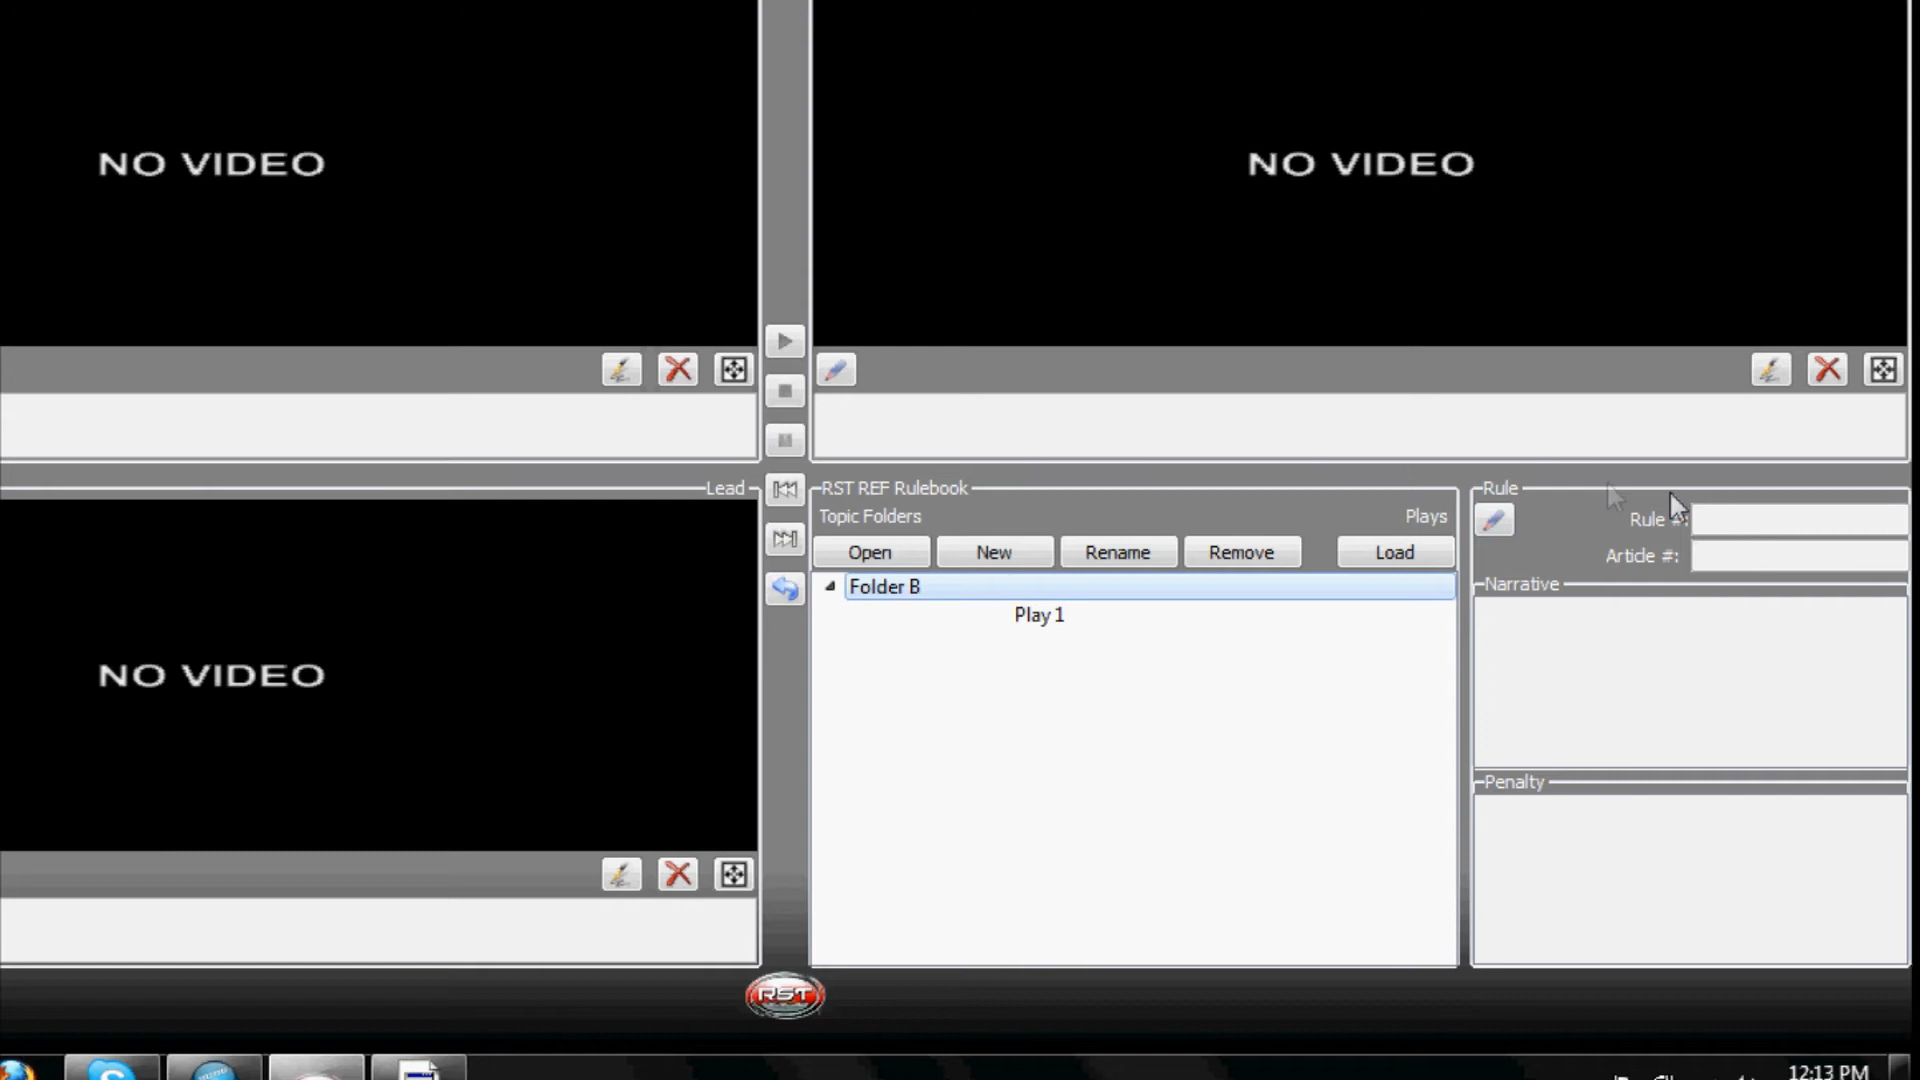 NO VIDEO
NO VIDEO
Lead
RST REF Rulebook
Topic Folders
Plays
Open
New
Rename
Remove
Load
Folder B
Play 1
Rule
Rule #:
Article #:
Narrative
Penalty
NO VIDEO
RST
12:13 PM